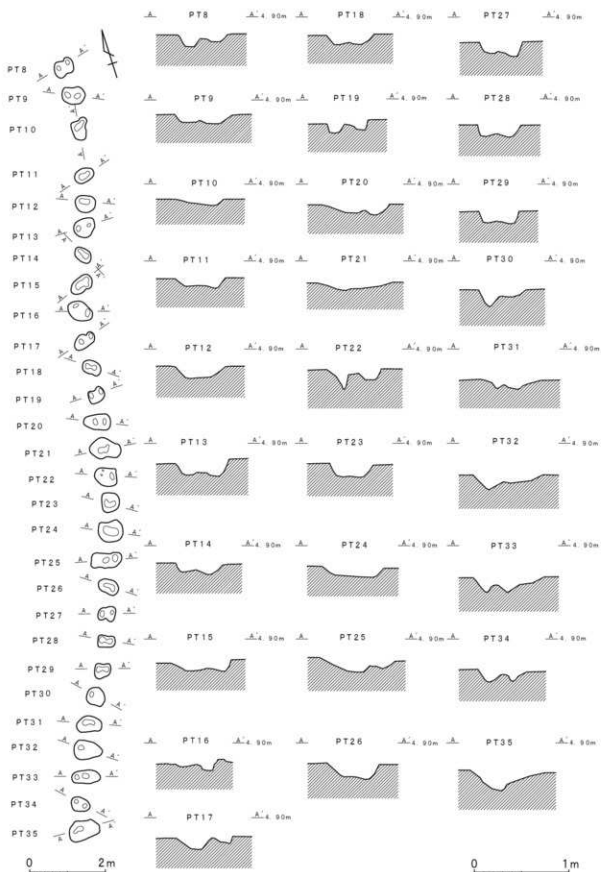 PT8
PT9
PT10
PT11
PT12
PT13
PT14
PT15
PT16
PT17
PT18
PT19
PT20
PT21
PT22
PT23
PT24
PT25
PT26
PT27
PT28
PT29
PT30
PT31
PT32
PT33
PT34
PT35
0 2m
A PT8 A' 4.90m
A PT9 A' 4.90m
A PT10 A' 4.90m
A PT11 A' 4.90m
A PT12 A' 4.90m
A PT13 A' 4.90m
A PT14 A' 4.90m
A PT15 A' 4.90m
A PT16 A' 4.90m
A PT17 A' 4.90m
A PT18 A' 4.90m
A PT19 A' 4.90m
A PT20 A' 4.90m
A PT21 A' 4.90m
A PT22 A' 4.90m
A PT23 A' 4.90m
A PT24 A' 4.90m
A PT25 A' 4.90m
A PT26 A' 4.90m
A PT27 A' 4.90m
A PT28 A' 4.90m
A PT29 A' 4.90m
A PT30 A' 4.90m
A PT31 A' 4.90m
A PT32 A' 4.90m
A PT33 A' 4.90m
A PT34 A' 4.90m
A PT35 A' 4.90m
0 1m